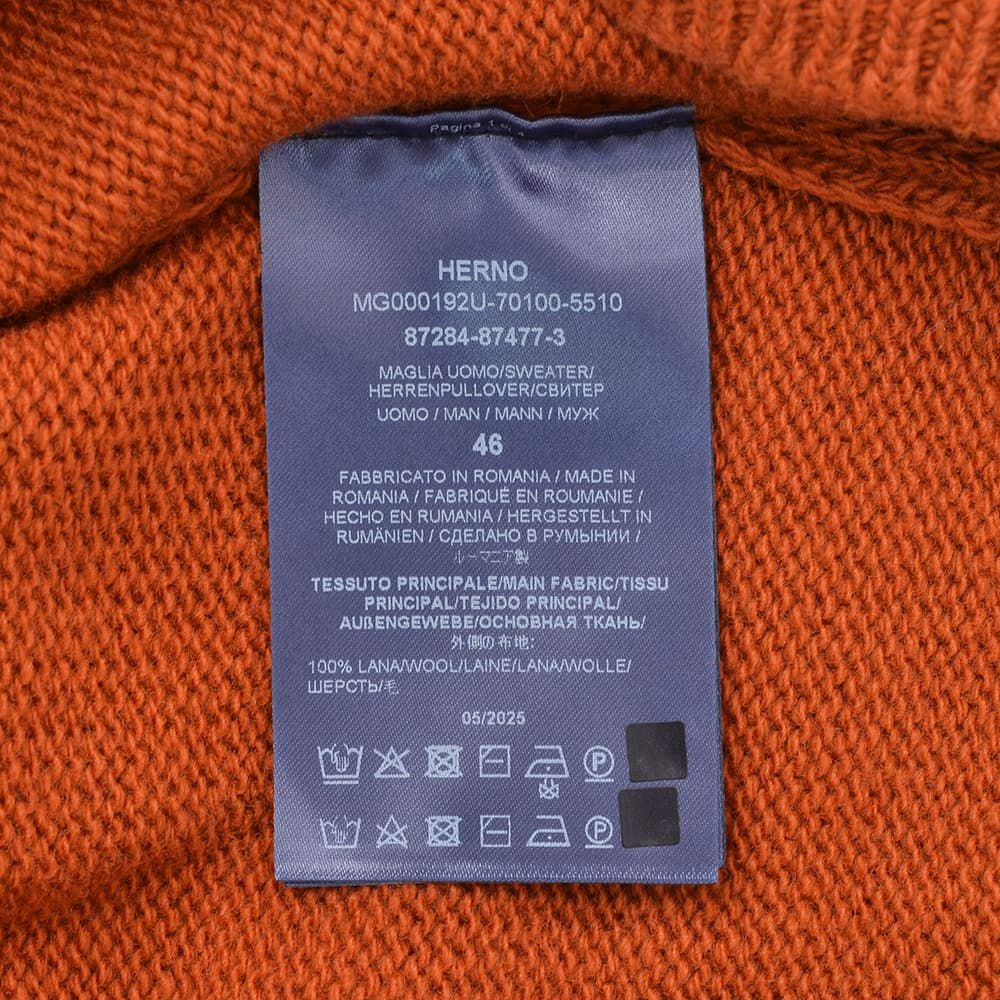 Pagina 1
HERNO
MG000192U-70100-5510
87284-87477-3
MAGLIA UOMO/SWEATER/
HERRENPULLOVER/СВИТЕР
UOMO / MAN / MANN / МУЖ
46
FABBRICATO IN ROMANIA / MADE IN
ROMANIA / FABRIQUÉ EN ROUMANIE /
HECHO EN RUMANIA / HERGESTELLT IN
RUMÄNIEN / СДЕЛАНО В РУМЫНИИ /
ルーマニア製
TESSUTO PRINCIPALE/MAIN FABRIC/TISSU
PRINCIPAL/TEJIDO PRINCIPAL/
AUßENGEWEBE/ОСНОВНАЯ ТКАНЬ/
外側の布地:
100% LANA/WOOL/LAINE/LANA/WOLLE/
ШЕРСТЬ/毛
05/2025
P
P